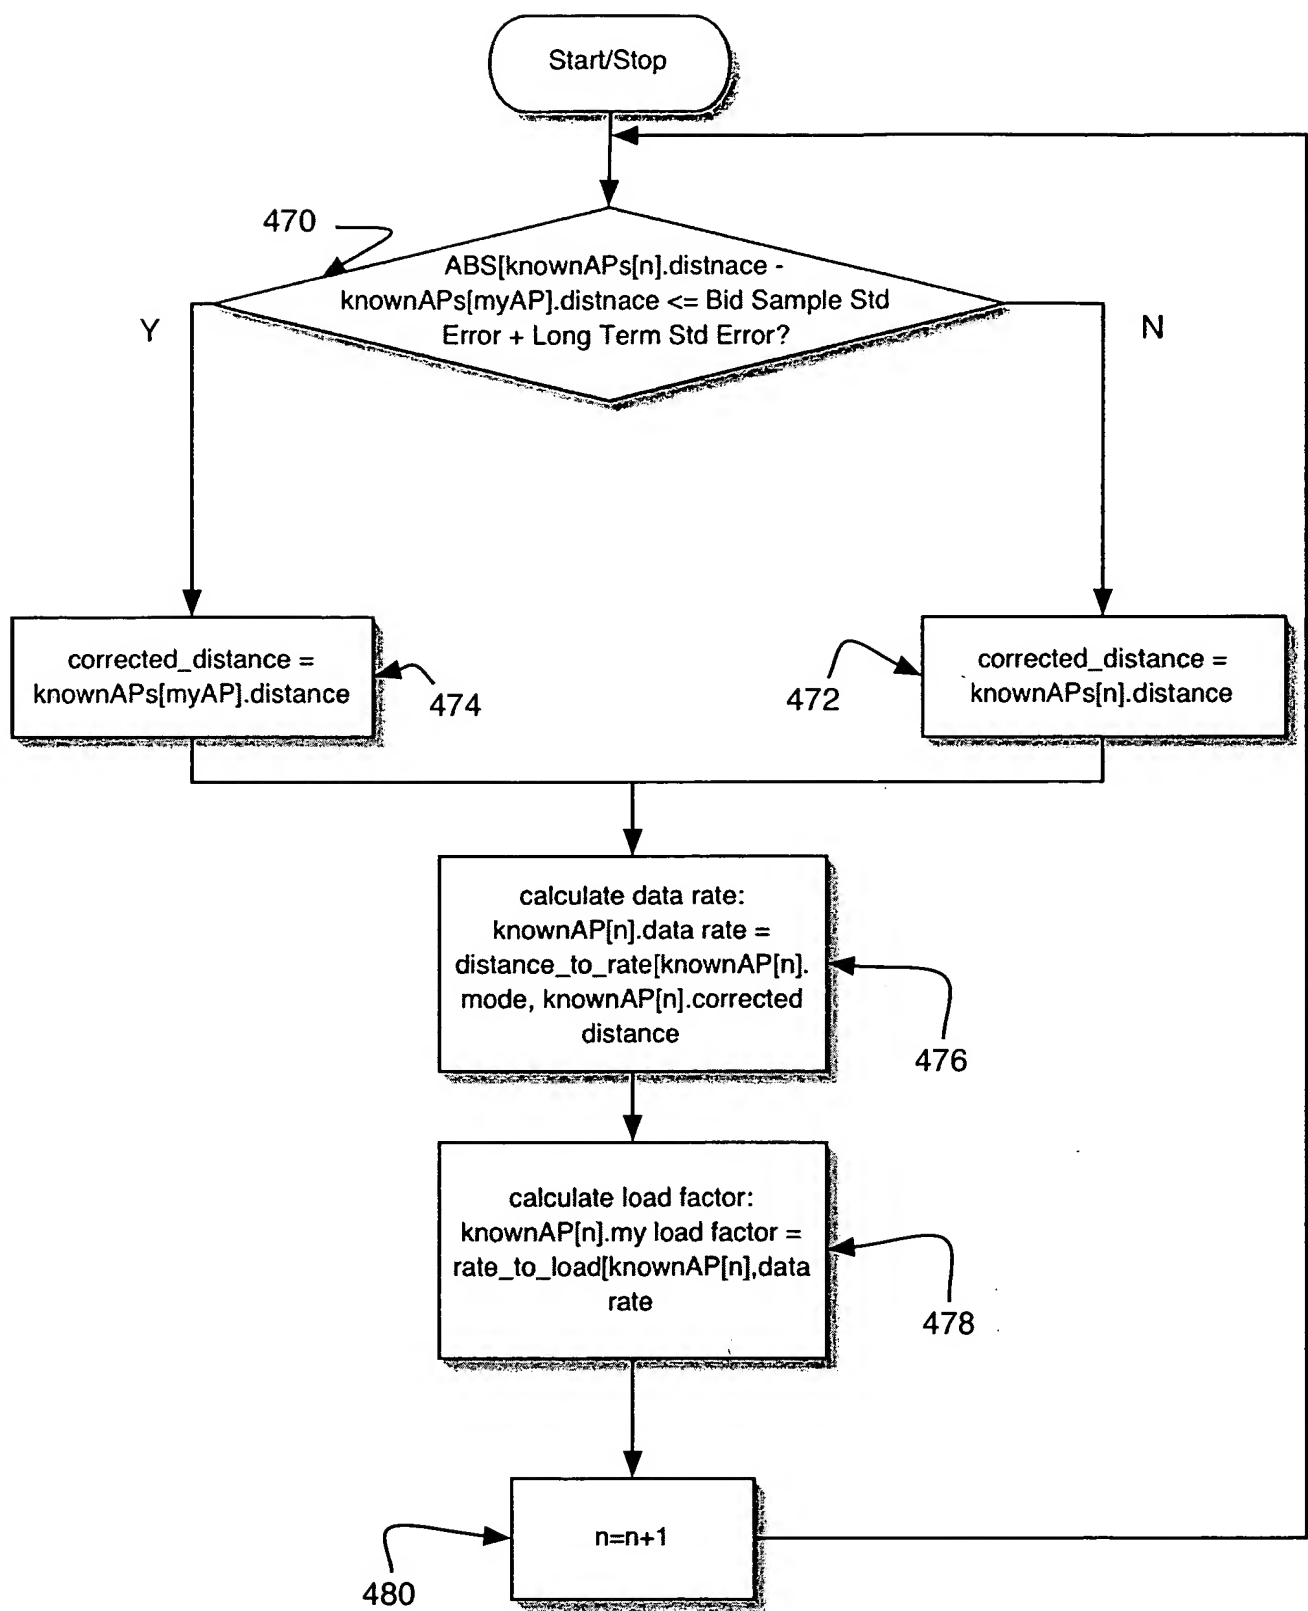 Start/Stop
470
ABS[knownAPs[n].distnace -
knownAPs[myAP].distnace <= Bid Sample Std
Error + Long Term Std Error?
Y
N
corrected_distance =
knownAPs[myAP].distance
474
472
corrected_distance =
knownAPs[n].distance
calculate data rate:
knownAP[n].data rate =
distance_to_rate[knownAP[n].
mode, knownAP[n].corrected
distance
476
calculate load factor:
knownAP[n].my load factor =
rate_to_load[knownAP[n],data
rate
478
n=n+1
480